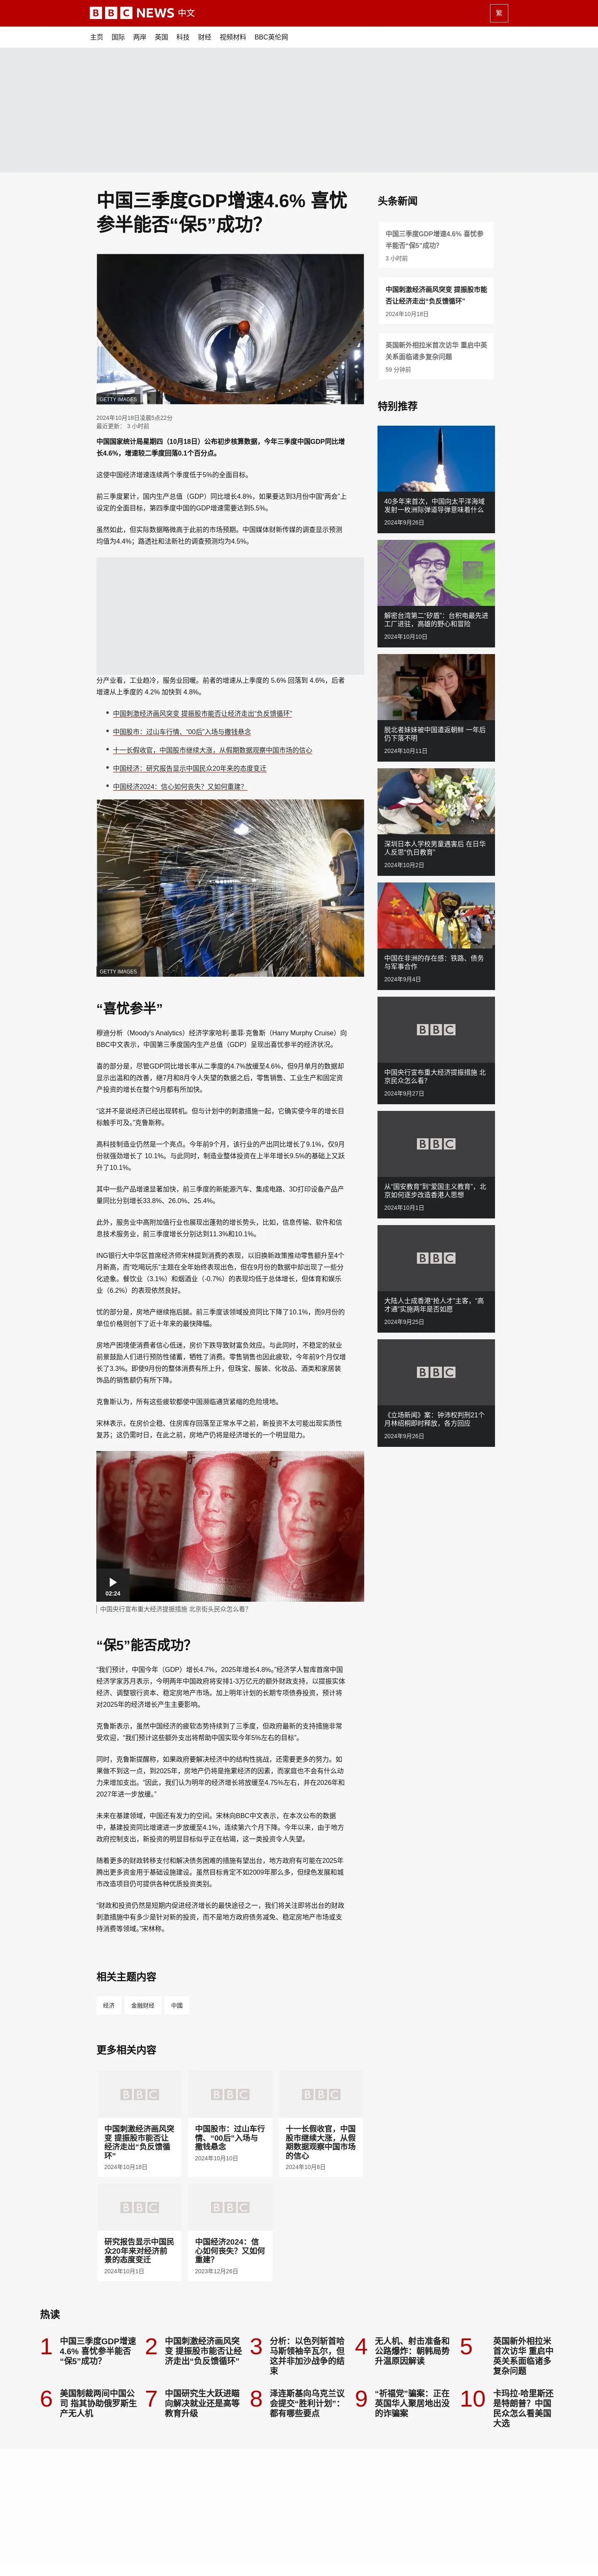 BBC NEWS 中文
繁
主页 国际 两岸 英国 科技 财经 视频材料 BBC英伦网
中国三季度GDP增速4.6% 喜忧
参半能否“保5”成功？
GETTY IMAGES
2024年10月18日凌晨5点22分
最近更新： 3 小时前
中国国家统计局星期四（10月18日）公布初步核算数据，今年三季度中国GDP同比增
长4.6%，增速较二季度回落0.1个百分点。
这使中国经济增速连续两个季度低于5%的全面目标。
前三季度累计，国内生产总值（GDP）同比增长4.8%，如果要达到3月份中国“两会”上
设定的全面目标，第四季度中国的GDP增速需要达到5.5%。
虽然如此，但实际数据略微高于此前的市场预期。中国媒体财新传媒的调查显示预测
均值为4.4%；路透社和法新社的调查预测均为4.5%。
分产业看，工业趋冷，服务业回暖。前者的增速从上季度的 5.6% 回落到 4.6%，后者
增速从上季度的 4.2% 加快到 4.8%。
中国刺激经济画风突变 提振股市能否让经济走出“负反馈循环”
中国股市：过山车行情、“00后”入场与撒钱悬念
十一长假收官，中国股市继续大涨，从假期数据观察中国市场的信心
中国经济：研究报告显示中国民众20年来的态度变迁
中国经济2024：信心如何丧失？又如何重建？
GETTY IMAGES
“喜忧参半”
穆迪分析（Moody's Analytics）经济学家哈利·墨菲·克鲁斯（Harry Murphy Cruise）向
BBC中文表示，中国第三季度国内生产总值（GDP）呈现出喜忧参半的经济状况。
喜的部分是，尽管GDP同比增长率从二季度的4.7%放缓至4.6%，但9月单月的数据却
显示出温和的改善，继7月和8月令人失望的数据之后，零售销售、工业生产和固定资
产投资的增长在整个9月都有所加快。
“这并不是说经济已经出现转机。但与计划中的刺激措施一起，它确实使今年的增长目
标触手可及。”克鲁斯称。
高科技制造业仍然是一个亮点。今年前9个月，该行业的产出同比增长了9.1%，仅9月
份就强劲增长了 10.1%。与此同时，制造业整体投资在上半年增长9.5%的基础上又跃
升了10.1%。
其中一些产品增速显著加快，前三季度的新能源汽车、集成电路、3D打印设备产品产
量同比分别增长33.8%、26.0%、25.4%。
此外，服务业中高附加值行业也展现出蓬勃的增长势头，比如，信息传输、软件和信
息技术服务业，前三季度增长分别达到11.3%和10.1%。
ING银行大中华区首席经济师宋林提到消费的表现，以旧换新政策推动零售额升至4个
月新高，而“吃喝玩乐”主题在全年始终表现出色，但在9月份的数据中却出现了一些分
化迹象。餐饮业（3.1%）和烟酒业（-0.7%）的表现均低于总体增长，但体育和娱乐
业（6.2%）的表现依然良好。
忧的部分是，房地产继续拖后腿。前三季度该领域投资同比下降了10.1%，而9月份的
单位价格则创下了近十年来的最快降幅。
房地产困境使消费者信心低迷，房价下跌导致财富负效应。与此同时，不稳定的就业
前景鼓励人们进行预防性储蓄，牺牲了消费。零售销售也因此疲软，今年前9个月仅增
长了3.3%。即便9月份的整体消费有所上升，但珠宝、服装、化妆品、酒类和家居装
饰品的销售额仍有所下降。
克鲁斯认为，所有这些疲软都使中国濒临通货紧缩的危险境地。
宋林表示，在房价企稳、住房库存回落至正常水平之前，新投资不太可能出现实质性
复苏；这仍需时日，在此之前，房地产仍将是经济增长的一个明显阻力。
02:24
中国央行宣布重大经济提振措施 北京街头民众怎么看？
“保5”能否成功？
“我们预计，中国今年（GDP）增长4.7%，2025年增长4.8%。”经济学人智库首席中国
经济学家苏月表示，今明两年中国政府将安排1-3万亿元的额外财政支持，以提振实体
经济、调整银行资本、稳定房地产市场。加上明年计划的长期专项债券投资，预计将
对2025年的经济增长产生主要影响。
克鲁斯表示，虽然中国经济的疲软态势持续到了三季度，但政府最新的支持措施非常
受欢迎，“我们预计这些额外支出将帮助中国实现今年5%左右的目标”。
同时，克鲁斯提醒称，如果政府要解决经济中的结构性挑战，还需要更多的努力。如
果做不到这一点，到2025年，房地产仍将是拖累经济的因素，而家庭也不会有什么动
力来增加支出。“因此，我们认为明年的经济增长将放缓至4.75%左右，并在2026年和
2027年进一步放缓。”
未来在基建领域，中国还有发力的空间。宋林向BBC中文表示，在本次公布的数据
中，基建投资同比增速进一步放缓至4.1%，连续第六个月下降。今年以来，由于地方
政府控制支出，新投资的明显目标似乎正在枯竭，这一类投资令人失望。
随着更多的财政转移支付和解决债务困难的措施有望出台，地方政府有可能在2025年
腾出更多资金用于基础设施建设。虽然目标肯定不如2009年那么多，但绿色发展和城
市改造项目仍可提供各种优质投资类别。
“财政和投资仍然是短期内促进经济增长的最快途径之一，我们将关注即将出台的财政
刺激措施中有多少是针对新的投资，而不是地方政府债务减免、稳定房地产市场或支
持消费等领域。”宋林称。
相关主题内容
经济 金融财经 中國
更多相关内容
BBC BBC BBC
中国刺激经济画风突
变 提振股市能否让
经济走出“负反馈循
环”
2024年10月18日
中国股市：过山车行
情、“00后”入场与
撒钱悬念
2024年10月10日
十一长假收官，中国
股市继续大涨，从假
期数据观察中国市场
的信心
2024年10月8日
BBC BBC
研究报告显示中国民
众20年来对经济前
景的态度变迁
2024年10月1日
中国经济2024：信
心如何丧失？又如何
重建？
2023年12月26日
头条新闻
中国三季度GDP增速4.6% 喜忧参
半能否“保5”成功？
3 小时前
中国刺激经济画风突变 提振股市能
否让经济走出“负反馈循环”
2024年10月18日
英国新外相拉米首次访华 重启中英
关系面临诸多复杂问题
59 分钟前
特别推荐
40多年来首次，中国向太平洋海域
发射一枚洲际弹道导弹意味着什么
2024年9月26日
解密台湾第二“矽盾”：台积电最先进
工厂进驻，高雄的野心和冒险
2024年10月10日
脱北者妹妹被中国遣返朝鲜 一年后
仍下落不明
2024年10月11日
深圳日本人学校男童遇害后 在日华
人反思“仇日教育”
2024年10月2日
中国在非洲的存在感：铁路、债务
与军事合作
2024年9月4日
BBC
中国央行宣布重大经济提振措施 北
京民众怎么看？
2024年9月27日
BBC
从“国安教育”到“爱国主义教育”，北
京如何逐步改造香港人思想
2024年10月1日
BBC
大陆人士成香港“抢人才”主客，“高
才通”实施两年是否如愿
2024年9月25日
BBC
《立场新闻》案：钟沛权判刑21个
月林绍桐即时释放，各方回应
2024年9月26日
热读
1
中国三季度GDP增速
4.6% 喜忧参半能否
“保5”成功？
2
中国刺激经济画风突
变 提振股市能否让经
济走出“负反馈循环”
3
分析：以色列斩首哈
马斯领袖辛瓦尔，但
这并非加沙战争的结
束
4
无人机、射击准备和
公路爆炸：朝韩局势
升温原因解读
5
英国新外相拉米
首次访华 重启中
英关系面临诸多
复杂问题
6
美国制裁两间中国公
司 指其协助俄罗斯生
产无人机
7
中国研究生大跃进瞄
向解决就业还是高等
教育升级
8
泽连斯基向乌克兰议
会提交“胜利计划”：
都有哪些要点
9
“祈福党”骗案：正在
英国华人聚居地出没
的诈骗案
10
卡玛拉·哈里斯还
是特朗普？中国
民众怎么看美国
大选